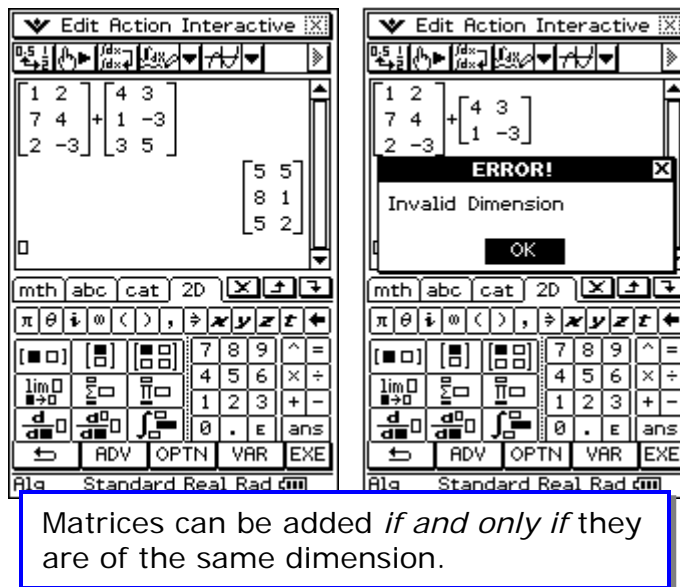 Edit Action Interactive
[1 2
7 4
2 -3] + [4 3
1 -3
3 5]
[5 5
8 1
5 2]
mth abc cat 2D
π θ i ∞ ( ) , ⇒ x y z t
7 8 9 ^ =
lim 4 5 6 × ÷
Σ Π 1 2 3 + −
d/d d/d ∫ 0 . E ans
ADV OPTN VAR EXE
Alg Standard Real Rad
Edit Action Interactive
[1 2
7 4
2 -3] + [4 3
1 -3]
ERROR!
Invalid Dimension
OK
mth abc cat 2D
π θ i ∞ ( ) , ⇒ x y z t
7 8 9 ^ =
lim 4 5 6 × ÷
Σ Π 1 2 3 + −
d/d d/d ∫ 0 . E ans
ADV OPTN VAR EXE
Alg Standard Real Rad
Matrices can be added if and only if they
are of the same dimension.